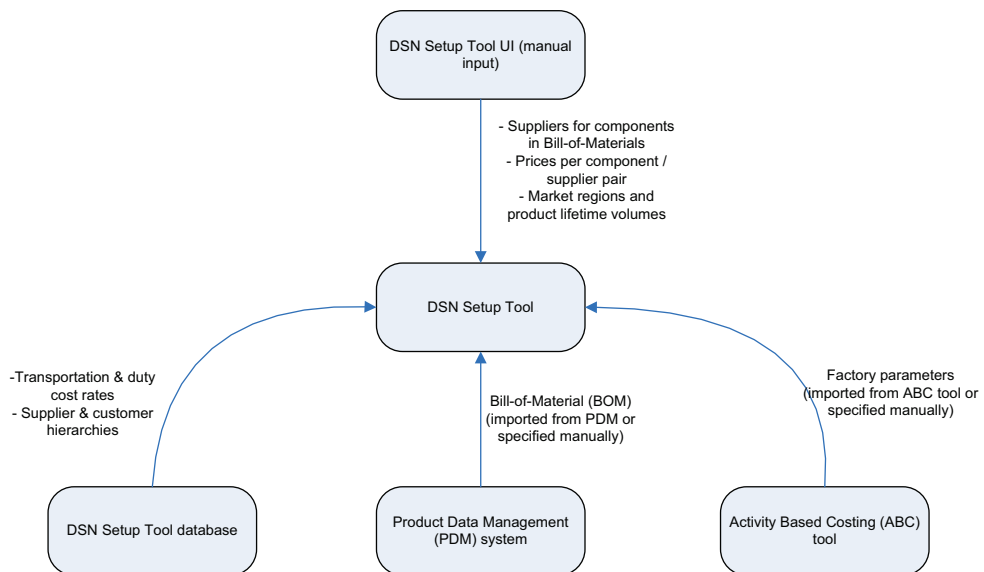 DSN Setup Tool UI (manual
input)
- Suppliers for components
in Bill-of-Materials
- Prices per component /
supplier pair
- Market regions and
product lifetime volumes
DSN Setup Tool
-Transportation & duty
cost rates
- Supplier & customer
hierarchies
Bill-of-Material (BOM)
(imported from PDM or
specified manually)
Factory parameters
(imported from ABC tool or
specified manually)
DSN Setup Tool database
Product Data Management
(PDM) system
Activity Based Costing (ABC)
tool